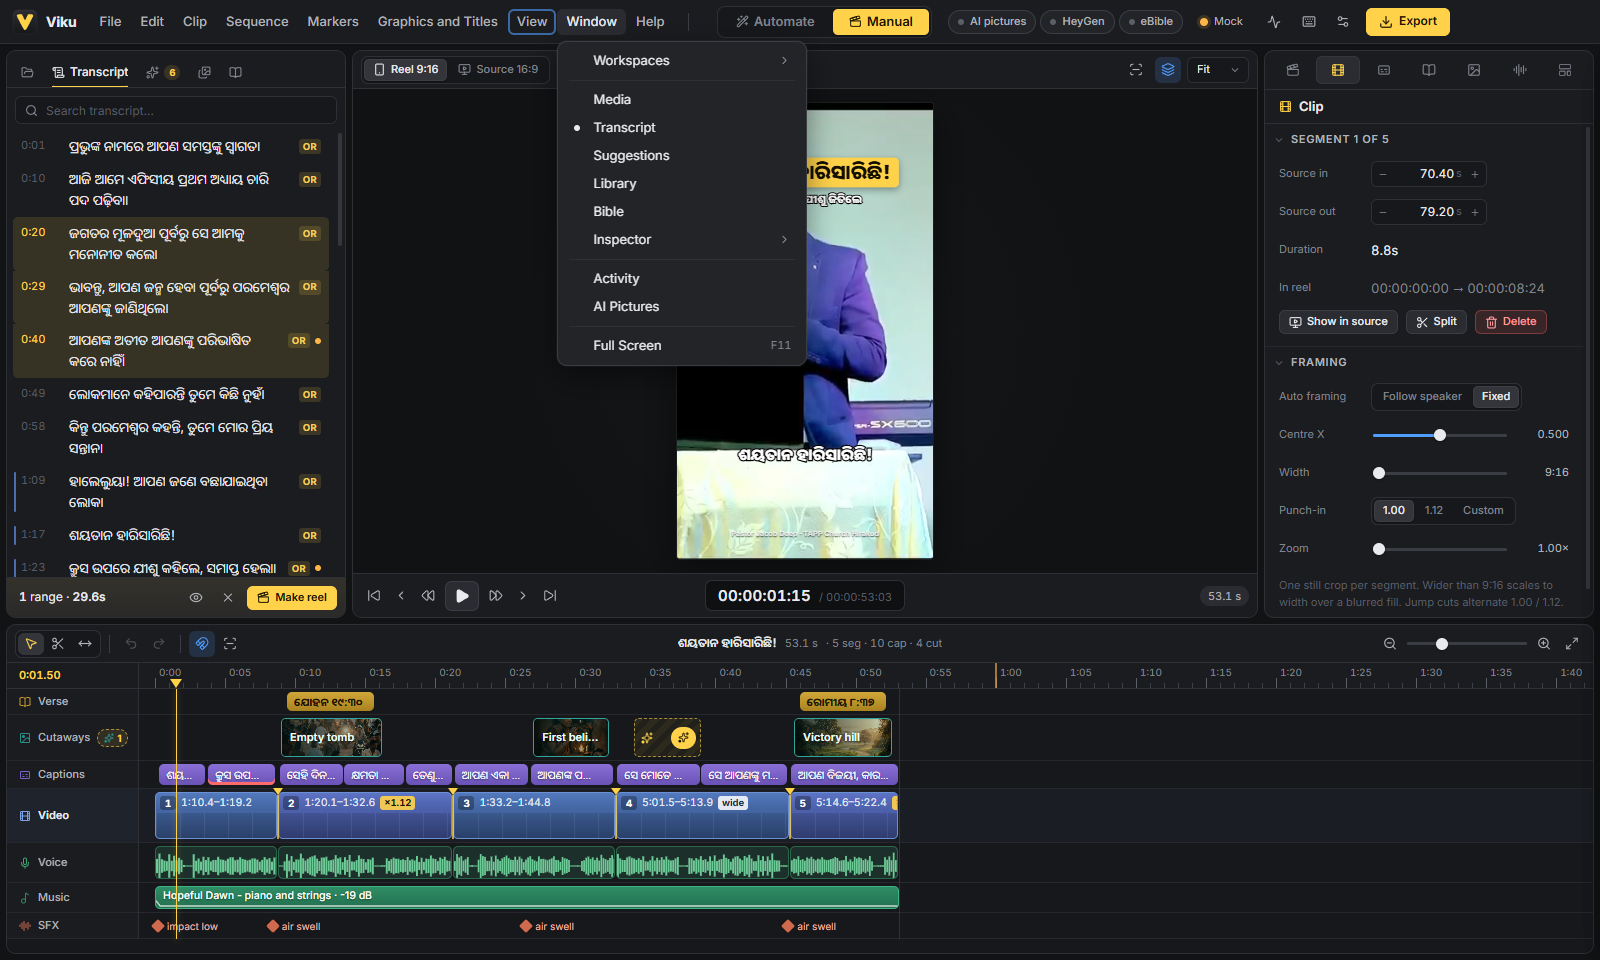 Viku File Edit Clip Sequence Markers Graphics and Titles View Window Help Automate Manual AI pictures HeyGen eBible Mock Export
Transcript 6
Search transcript...
0:01 ପ୍ରଭୁଙ୍କ ନାମରେ ଆପଣ ସମସ୍ତଙ୍କୁ ସ୍ୱାଗତ। OR
0:10 ଆଜି ଆମେ ଏଫିସୀୟ ପ୍ରଥମ ଅଧ୍ୟାୟ ଚାରି OR
ପଦ ପଢ଼ିବା।
0:20 ଜଗତର ମୂଳଦୁଆ ପୂର୍ବରୁ ସେ ଆମକୁ OR
ମନୋନୀତ କଲେ।
0:29 ଭାବନ୍ତୁ, ଆପଣ ଜନ୍ମ ହେବା ପୂର୍ବରୁ ପରମେଶ୍ୱର OR
ଆପଣଙ୍କୁ ଜାଣିଥିଲେ।
0:40 ଆପଣଙ୍କ ଅତୀତ ଆପଣଙ୍କୁ ପରିଭାଷିତ OR
କରେ ନାହିଁ।
0:49 ଲୋକମାନେ କହିପାରନ୍ତି ତୁମେ କିଛି ନୁହଁ। OR
0:58 କିନ୍ତୁ ପରମେଶ୍ୱର କହନ୍ତି, ତୁମେ ମୋର ପ୍ରିୟ OR
ସନ୍ତାନ।
1:09 ହାଲେଲୁୟା! ଆପଣ ଜଣେ ବଛାଯାଇଥିବା OR
ଲୋକ।
1:17 ଶୟତାନ ହାରିସାରିଛି! OR
1:23 କ୍ରୁସ ଉପରେ ଯୀଶୁ କହିଲେ, ସମାପ୍ତ ହେଲା। OR
1 range · 29.6s Make reel
Reel 9:16 Source 16:9 Fit
Workspaces
Media
Transcript
Suggestions
Library
Bible
Inspector
Activity
AI Pictures
Full Screen F11
ହାରିସାରିଛି!
ଯୀଶୁ ଜିତିଲେ
SX600
ଶୟତାନ ହାରିସାରିଛି!
00:00:01:15 / 00:00:53:03
53.1 s
Clip
SEGMENT 1 OF 5
Source in − 70.40 s +
Source out − 79.20 s +
Duration 8.8s
In reel 00:00:00:00 → 00:00:08:24
Show in source Split Delete
FRAMING
Auto framing Follow speaker Fixed
Centre X 0.500
Width 9:16
Punch-in 1.00 1.12 Custom
Zoom 1.00×
One still crop per segment. Wider than 9:16 scales to
width over a blurred fill. Jump cuts alternate 1.00 / 1.12.
ଶୟତାନ ହାରିସାରିଛି! 53.1 s · 5 seg · 10 cap · 4 cut
0:01.50 0:00 0:05 0:10 0:15 0:20 0:25 0:30 0:35 0:40 0:45 0:50 0:55 1:00 1:05 1:10 1:15 1:20 1:25 1:30 1:35 1:40
Verse ଯୋହନ ୧୯:୩୦ ରୋମୀୟ ୮:୩୭
Cutaways 1 Empty tomb First beli... Victory hill
Captions ଶୟ... କ୍ରୁସ ଉପ... ସେହି ଦିନ... କ୍ଷମତା ... ତେଣୁ... ଆପଣ ଏକା ... ଆପଣଙ୍କ ପ... ସେ ମୋତେ ... ସେ ଆପଣଙ୍କୁ ମ... ଆପଣ ବିଜୟୀ, କାର...
Video 1 1:10.4–1:19.2 2 1:20.1–1:32.6 ×1.12 3 1:33.2–1:44.8 4 5:01.5–5:13.9 wide 5 5:14.6–5:22.4
Voice
Music Hopeful Dawn - piano and strings · -19 dB
SFX impact low air swell air swell air swell